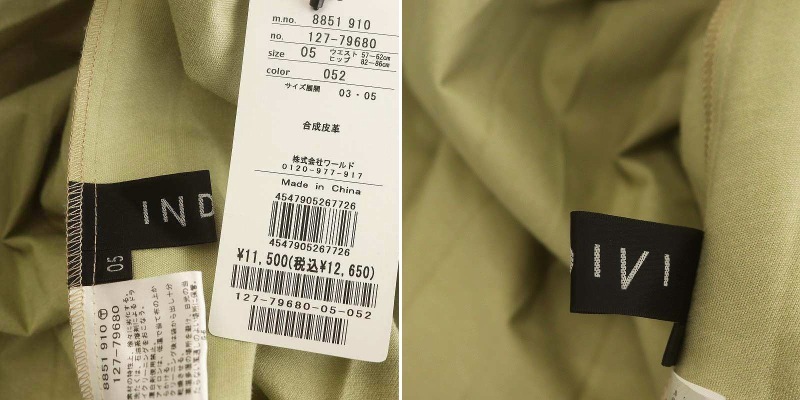 m.no. 8851 910
no. 127-79680
size 05 ウエスト 57-62cm
ヒップ 82-86cm
color 052
サイズ展開 03・05
合成皮革
株式会社ワールド
0120-977-917
Made in China
4547905267726
4547905267726
¥11,500(税込¥12,650)
127-79680-05-052
IND
05
8851 910
127-79680
IVI